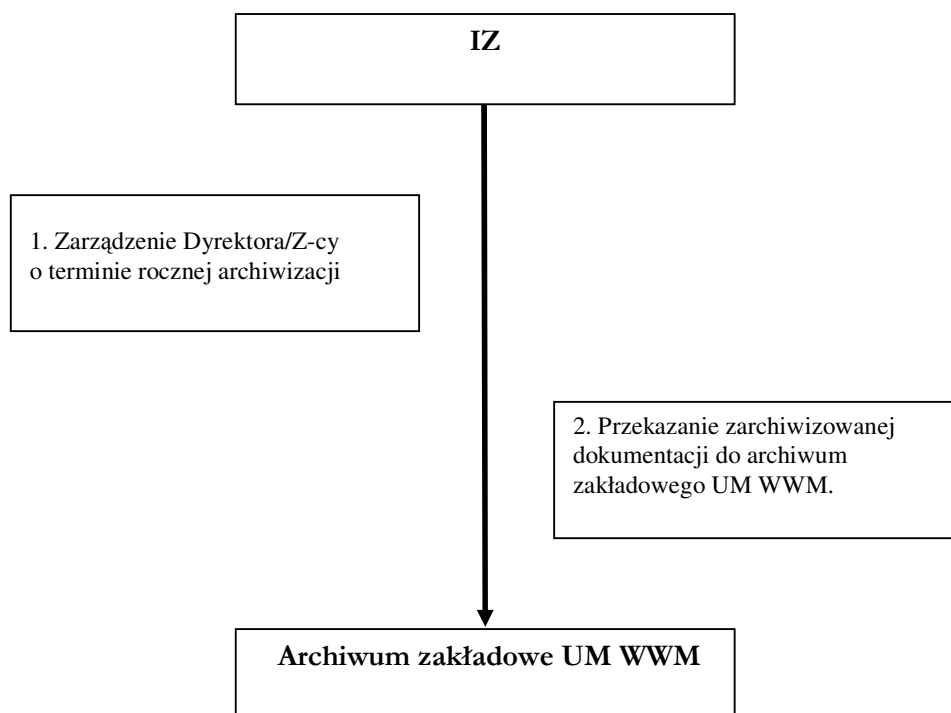 IZ
1. Zarządzenie Dyrektora/Z-cy
o terminie rocznej archiwizacji
2. Przekazanie zarchiwizowanej
dokumentacji do archiwum
zakładowego UM WWM.
Archiwum zakładowe UM WWM